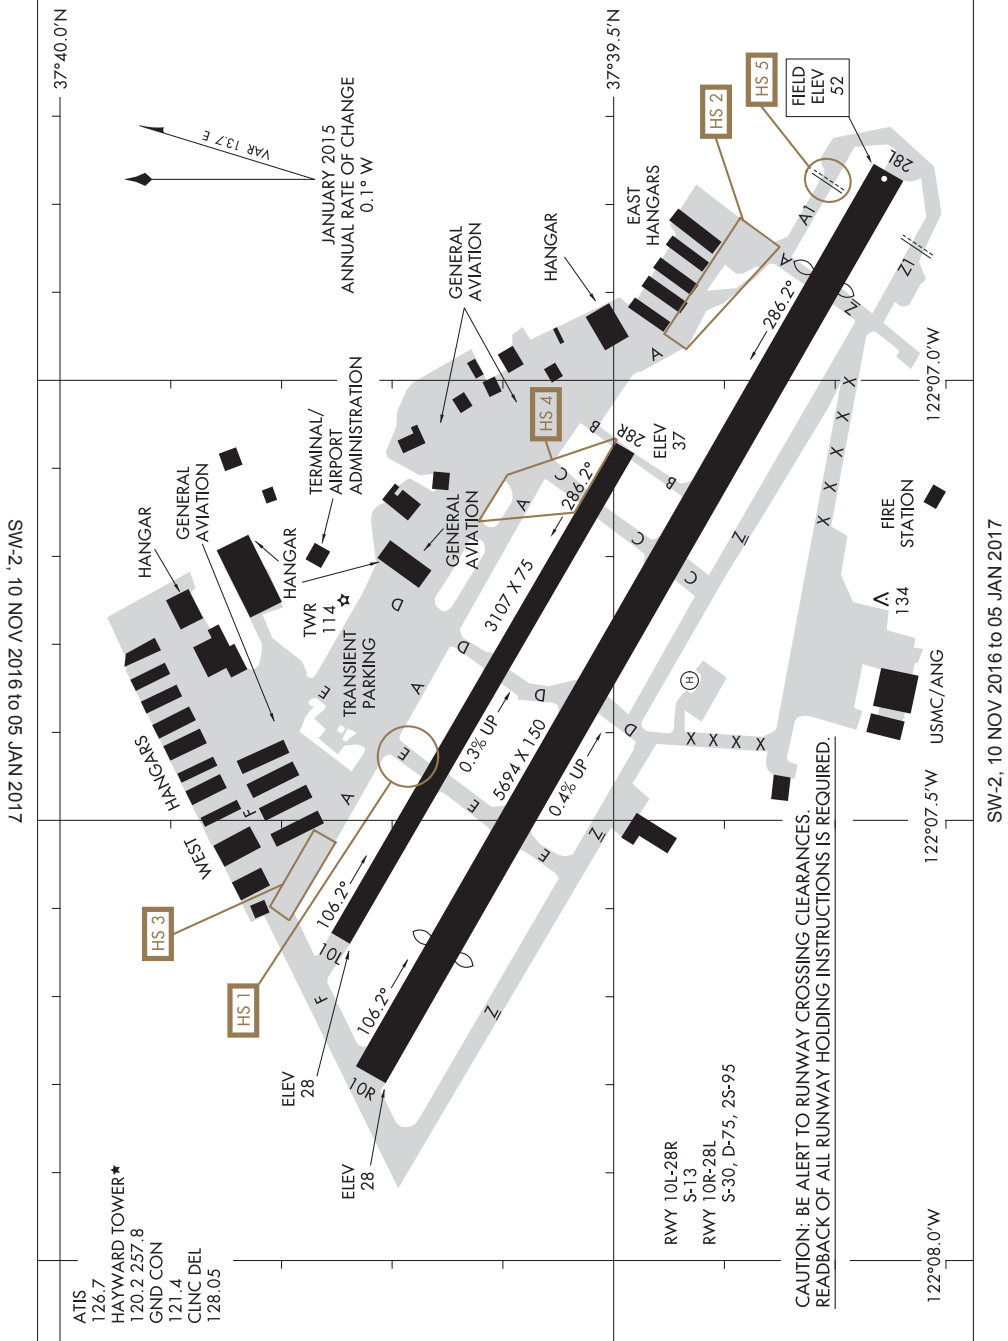 SW-2, 10 NOV 2016 to 05 JAN 2017
ATIS
126.7
HAYWARD TOWER★
120.2 257.8
GND CON
121.4
CLNC DEL
128.05
37°40.0'N
37°39.5'N
VAR 13.7 E
JANUARY 2015
ANNUAL RATE OF CHANGE
0.1° W
FIELD
ELEV
52
HS 5
HS 2
HS 4
HS 3
HS 1
EAST
HANGARS
HANGAR
GENERAL
AVIATION
TERMINAL/
AIRPORT
ADMINISTRATION
GENERAL
AVIATION
HANGAR
HANGAR
GENERAL
AVIATION
TWR
114
TRANSIENT
PARKING
WEST
HANGARS
28L
A1
Z1
A
Z
286.2°
A
B
28R
ELEV
37
B
C
286.2°
A
C
C
Z
3107 X 75
D
D
D
D
A
E
E
E
E
A
F
F
0.3% UP
5694 X 150
0.4% UP
Z
Z
106.2°
10L
106.2°
10R
ELEV
28
ELEV
28
H
X X X X
X X X X X
FIRE
STATION
134
USMC/ANG
122°07.0'W
122°07.5'W
122°08.0'W
RWY 10L-28R
S-13
RWY 10R-28L
S-30, D-75, 2S-95
CAUTION: BE ALERT TO RUNWAY CROSSING CLEARANCES.
READBACK OF ALL RUNWAY HOLDING INSTRUCTIONS IS REQUIRED.
SW-2, 10 NOV 2016 to 05 JAN 2017